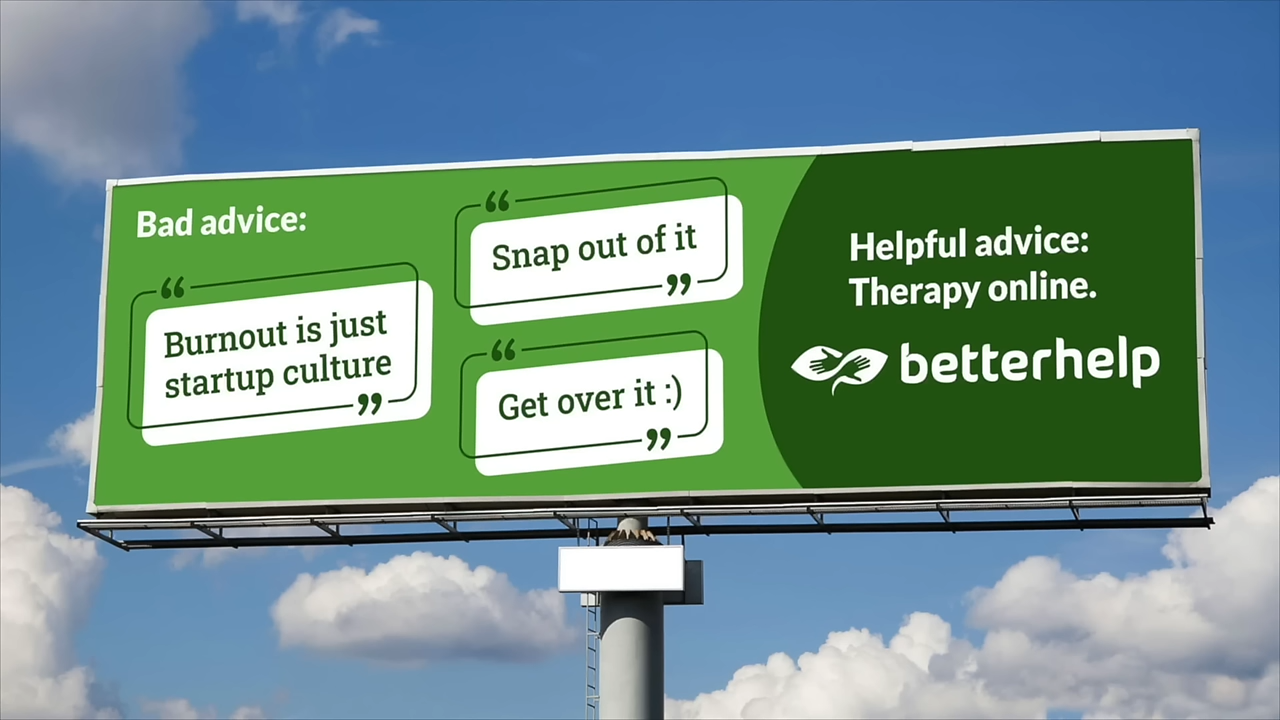 Bad advice:
“
Burnout is just
startup culture
”
“
Snap out of it
”
“
Get over it :)
”
Helpful advice:
Therapy online.
betterhelp